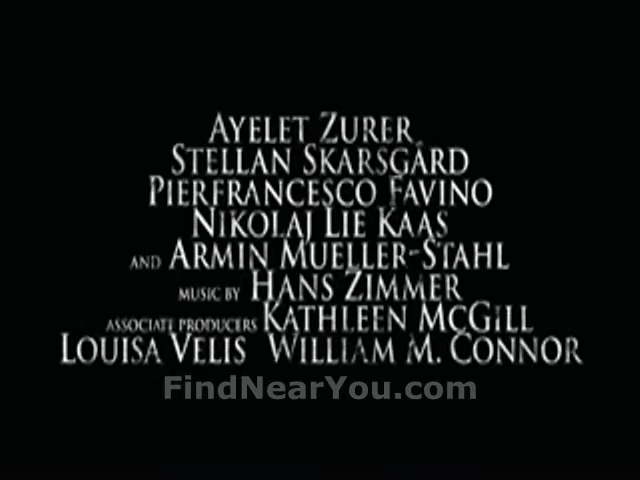 AYELET ZURER
STELLAN SKARSGÅRD
PIERFRANCESCO FAVINO
NIKOLAJ LIE KAAS
AND ARMIN MUELLER-STAHL
MUSIC BY HANS ZIMMER
ASSOCIATE PRODUCERS KATHLEEN MCGILL
LOUISA VELIS WILLIAM M. CONNOR
FindNearYou.com